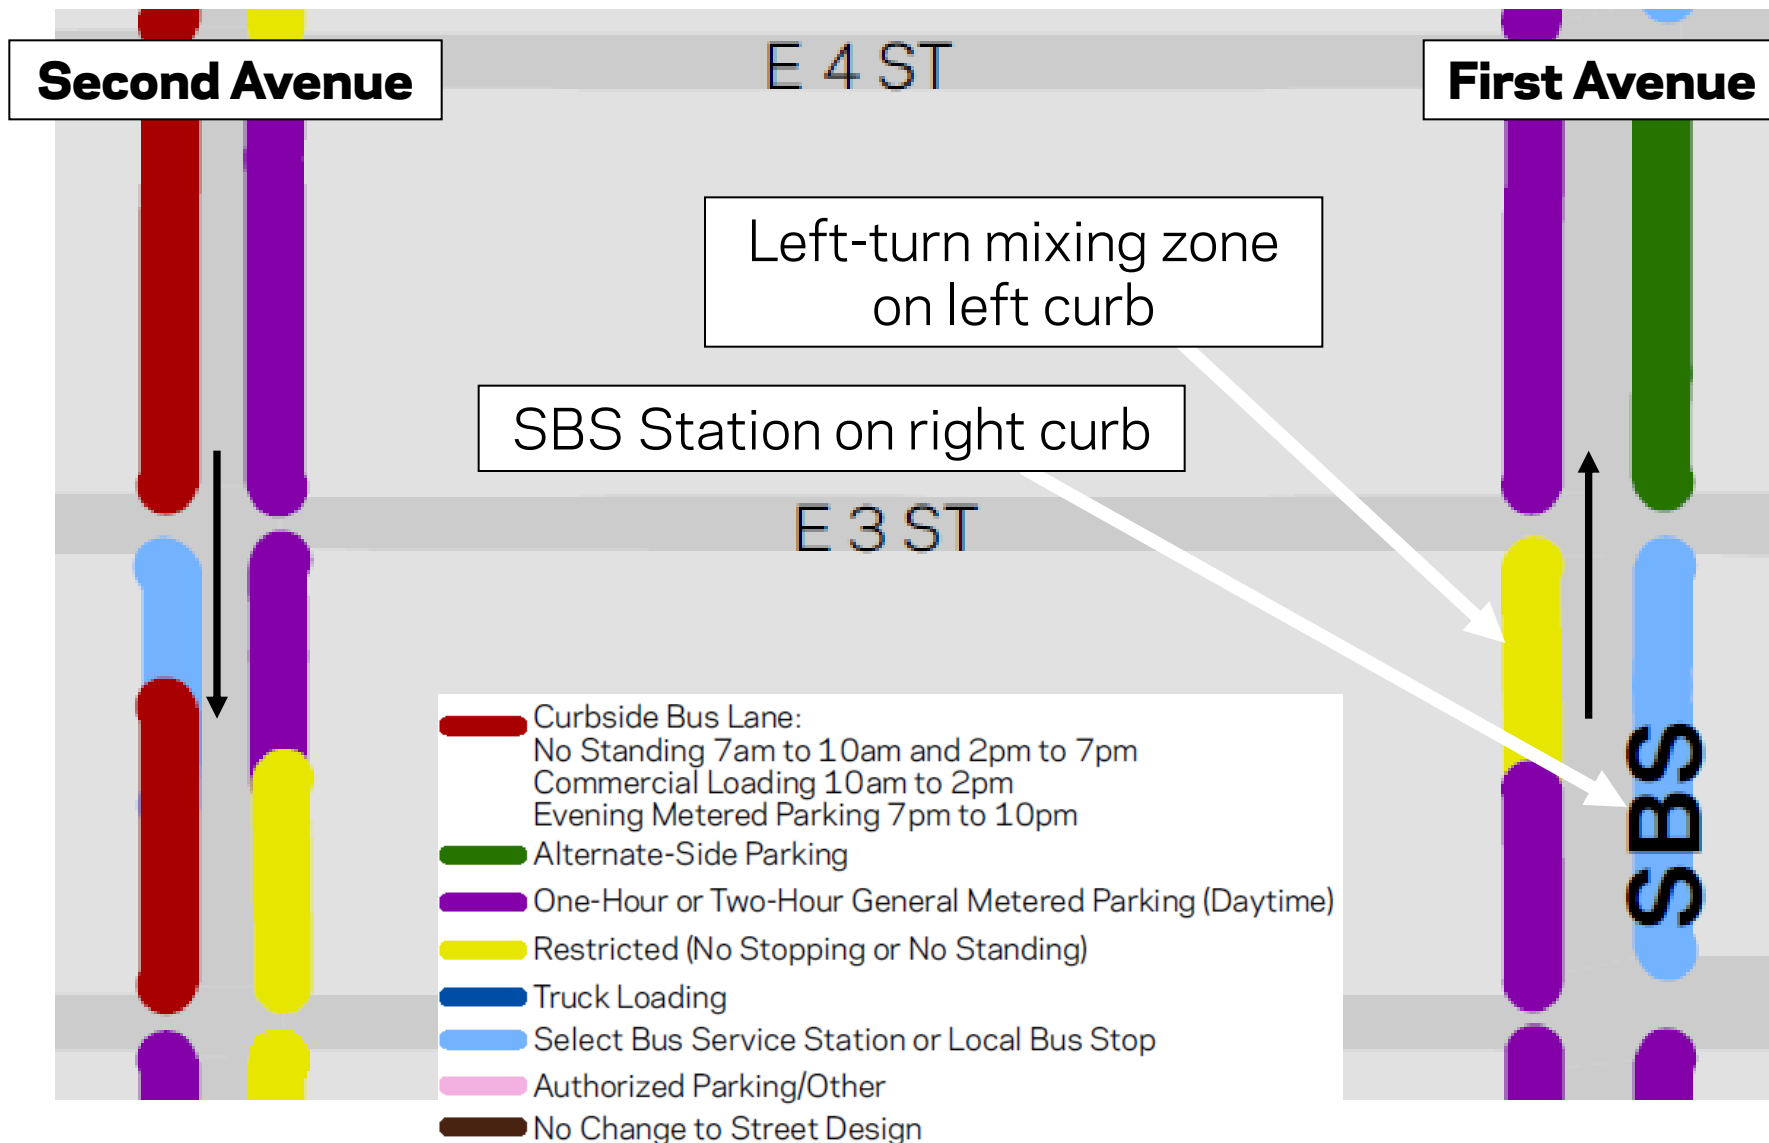 E 4 ST
Second Avenue
First Avenue
Left-turn mixing zone
on left curb
SBS Station on right curb
E 3 ST
Curbside Bus Lane:
No Standing 7am to 10am and 2pm to 7pm
Commercial Loading 10am to 2pm
Evening Metered Parking 7pm to 10pm
Alternate-Side Parking
One-Hour or Two-Hour General Metered Parking (Daytime)
Restricted (No Stopping or No Standing)
Truck Loading
Select Bus Service Station or Local Bus Stop
Authorized Parking/Other
No Change to Street Design
SBS